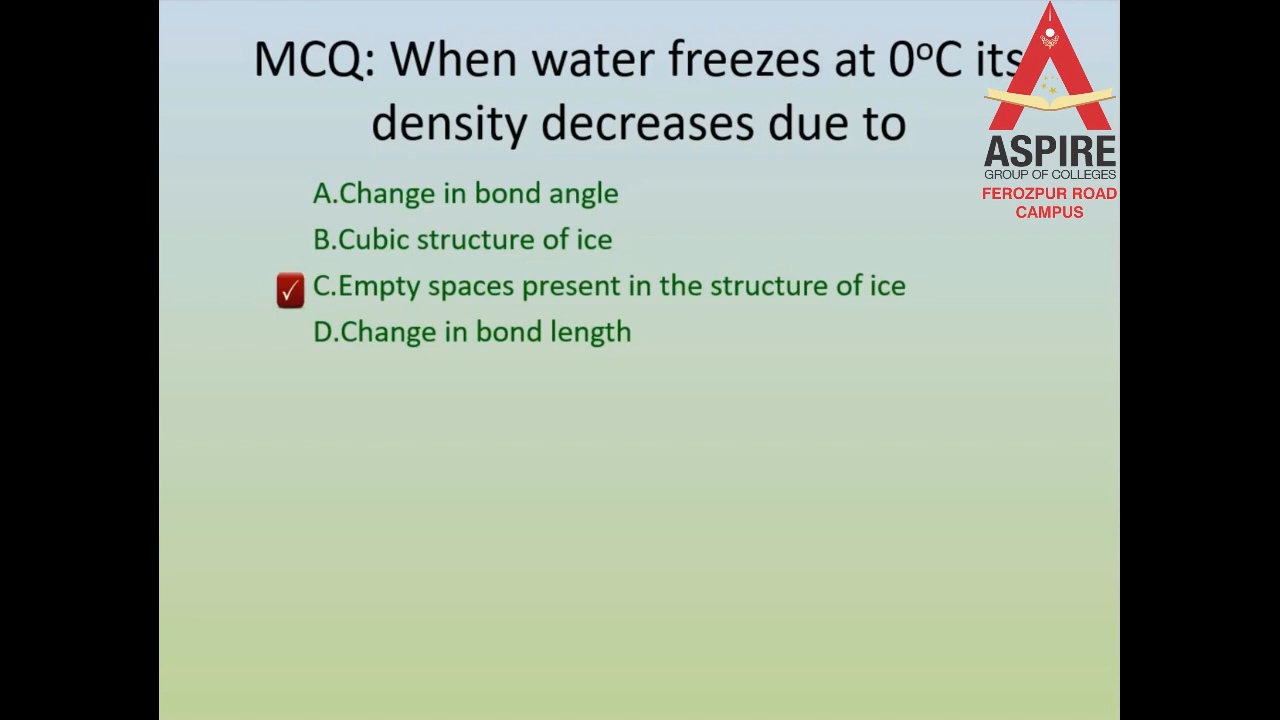 MCQ: When water freezes at 0°C its
density decreases due to
A.Change in bond angle
B.Cubic structure of ice
C.Empty spaces present in the structure of ice
D.Change in bond length
ASPIRE
GROUP OF COLLEGES
FEROZPUR ROAD
CAMPUS